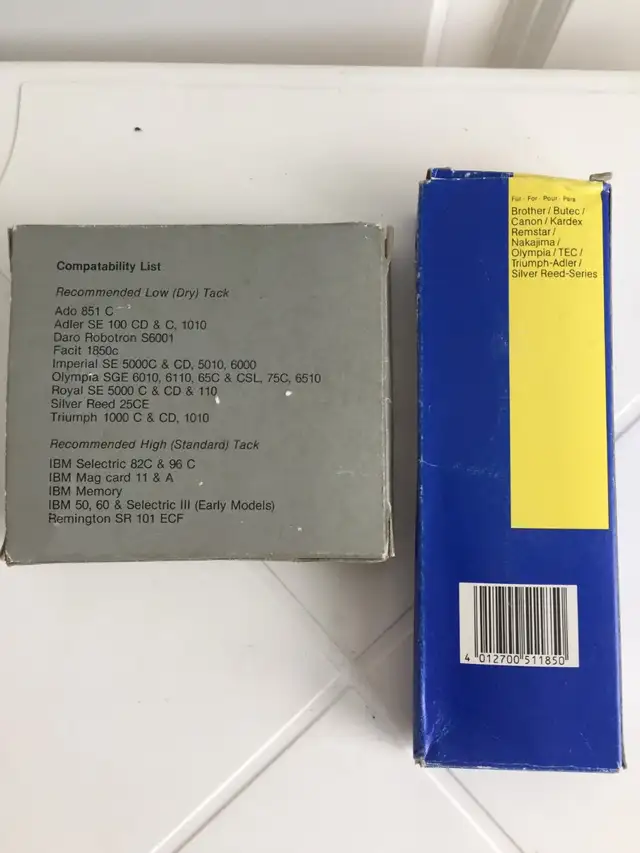 Compatability List
Recommended Low (Dry) Tack
Ado 851 C
Adler SE 100 CD & C, 1010
Daro Robotron S6001
Facit 1850c
Imperial SE 5000C & CD, 5010, 6000
Olympia SGE 6010, 6110, 65C & CSL, 75C, 6510
Royal SE 5000 C & CD & 110
Silver Reed 25CE
Triumph 1000 C & CD, 1010
Recommended High (Standard) Tack
IBM Selectric 82C & 96 C
IBM Mag card 11 & A
IBM Memory
IBM 50, 60 & Selectric III (Early Models)
Remington SR 101 ECF
Für · For · Pour · Para
Brother / Butec /
Canon / Kardex
Remstar /
Nakajima /
Olympia / TEC /
Triumph-Adler /
Silver Reed-Series
4 012700 511850